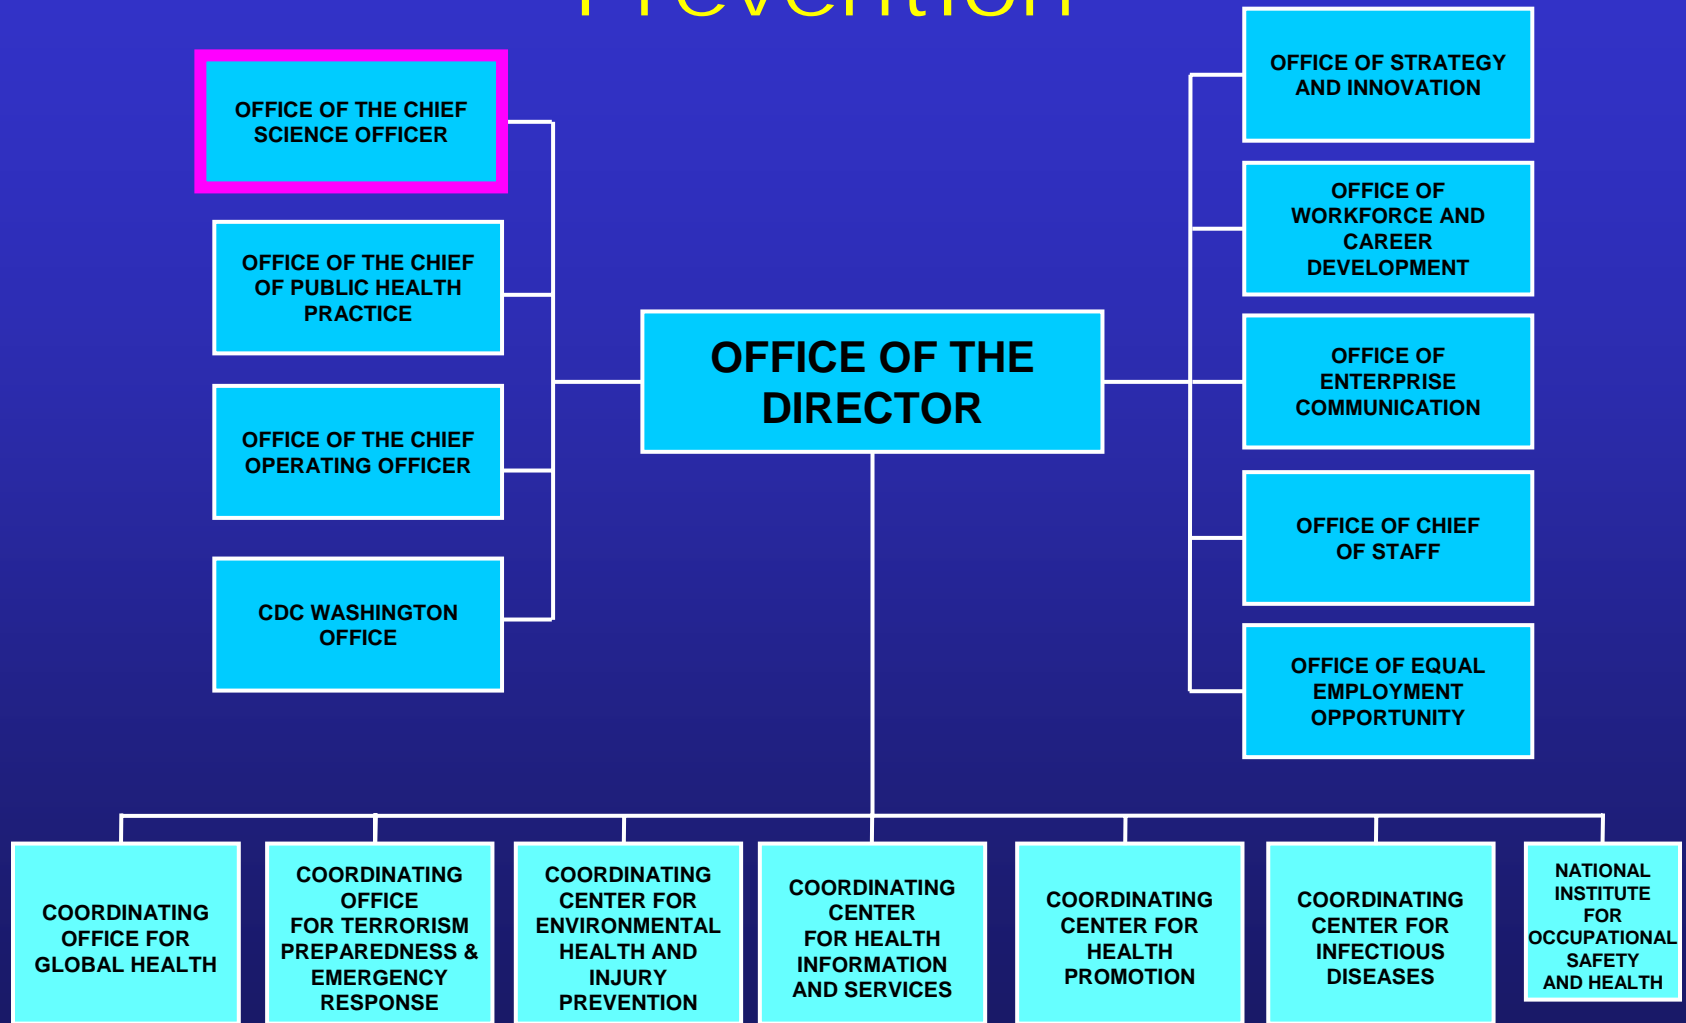 Prevention
OFFICE OF THE CHIEF
SCIENCE OFFICER
OFFICE OF THE CHIEF
OF PUBLIC HEALTH
PRACTICE
OFFICE OF THE CHIEF
OPERATING OFFICER
CDC WASHINGTON
OFFICE
OFFICE OF THE
DIRECTOR
OFFICE OF STRATEGY
AND INNOVATION
OFFICE OF
WORKFORCE AND
CAREER
DEVELOPMENT
OFFICE OF
ENTERPRISE
COMMUNICATION
OFFICE OF CHIEF
OF STAFF
OFFICE OF EQUAL
EMPLOYMENT
OPPORTUNITY
COORDINATING
OFFICE FOR
GLOBAL HEALTH
COORDINATING
OFFICE
FOR TERRORISM
PREPAREDNESS &
EMERGENCY
RESPONSE
COORDINATING
CENTER FOR
ENVIRONMENTAL
HEALTH AND
INJURY
PREVENTION
COORDINATING
CENTER
FOR HEALTH
INFORMATION
AND SERVICES
COORDINATING
CENTER FOR
HEALTH
PROMOTION
COORDINATING
CENTER FOR
INFECTIOUS
DISEASES
NATIONAL
INSTITUTE
FOR
OCCUPATIONAL
SAFETY
AND HEALTH